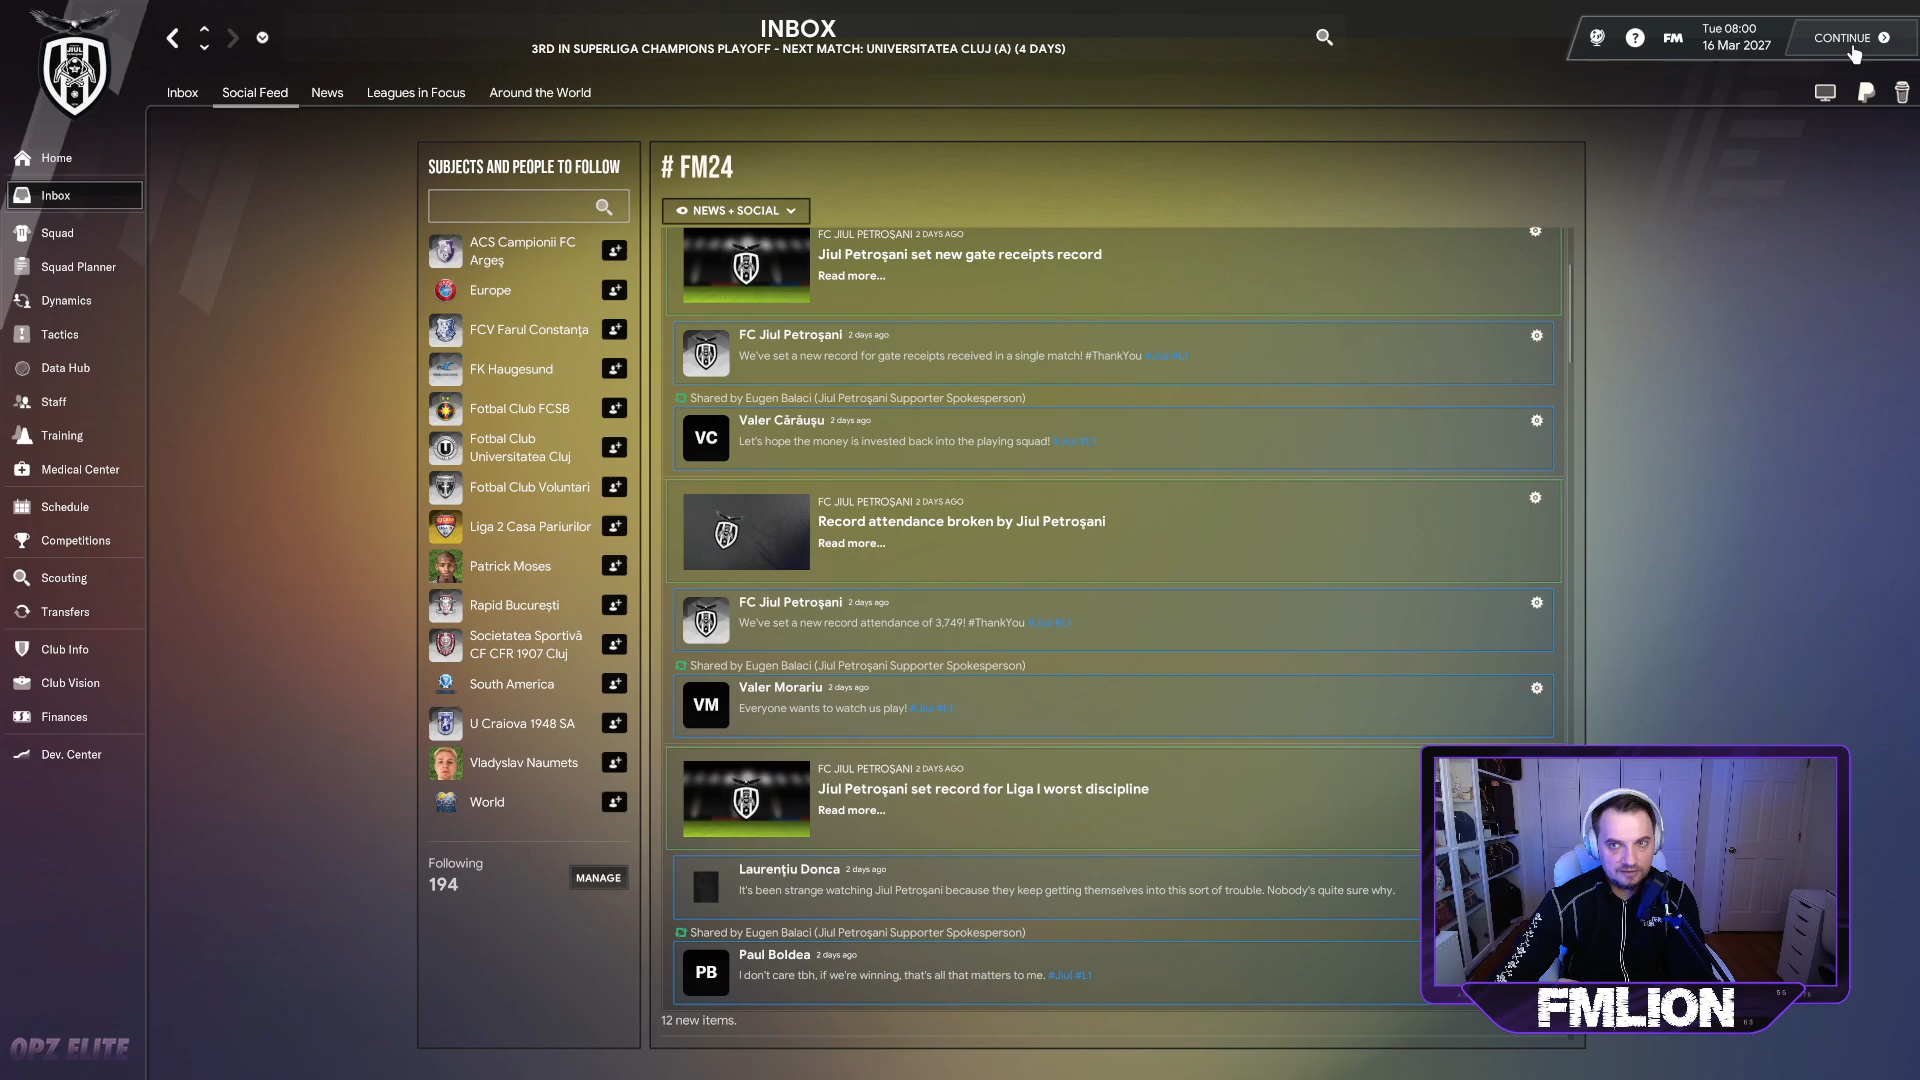 INBOX
3RD IN SUPERLIGA CHAMPIONS PLAYOFF - NEXT MATCH: UNIVERSITATEA CLUJ (A) (4 DAYS)
FM
Tue 08:00
16 Mar 2027
CONTINUE
Inbox
Social Feed
News
Leagues in Focus
Around the World
Home
Inbox
Squad
Squad Planner
Dynamics
Tactics
Data Hub
Staff
Training
Medical Center
Schedule
Competitions
Scouting
Transfers
Club Info
Club Vision
Finances
Dev. Center
OPZ ELITE
SUBJECTS AND PEOPLE TO FOLLOW
ACS Campionii FC
Argeş
Europe
FCV Farul Constanţa
FK Haugesund
Fotbal Club FCSB
Fotbal Club
Universitatea Cluj
Fotbal Club Voluntari
Liga 2 Casa Pariurilor
Patrick Moses
Rapid Bucureşti
Societatea Sportivă
CF CFR 1907 Cluj
South America
U Craiova 1948 SA
Vladyslav Naumets
World
Following
194
MANAGE
# FM24
NEWS + SOCIAL
FC JIUL PETROŞANI 2 DAYS AGO
Jiul Petroşani set new gate receipts record
Read more...
FC Jiul Petroşani 2 days ago
We've set a new record for gate receipts received in a single match! #ThankYou #Jiul #L1
Shared by Eugen Balaci (Jiul Petroşani Supporter Spokesperson)
VC
Valer Cărăuşu 2 days ago
Let's hope the money is invested back into the playing squad! #Jiul #L1
FC JIUL PETROŞANI 2 DAYS AGO
Record attendance broken by Jiul Petroşani
Read more...
FC Jiul Petroşani 2 days ago
We've set a new record attendance of 3,749! #ThankYou #Jiul #L1
Shared by Eugen Balaci (Jiul Petroşani Supporter Spokesperson)
VM
Valer Morariu 2 days ago
Everyone wants to watch us play! #Jiul #L1
FC JIUL PETROŞANI 2 DAYS AGO
Jiul Petroşani set record for Liga I worst discipline
Read more...
Laurenţiu Donca 2 days ago
It's been strange watching Jiul Petroşani because they keep getting themselves into this sort of trouble. Nobody's quite sure why.
Shared by Eugen Balaci (Jiul Petroşani Supporter Spokesperson)
PB
Paul Boldea 2 days ago
I don't care tbh, if we're winning, that's all that matters to me. #Jiul #L1
12 new items.
FMLION
55
63